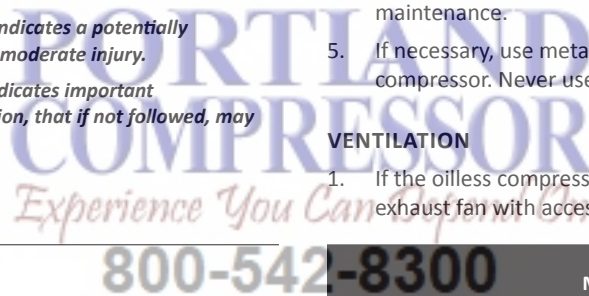 ndicates a potentially
moderate injury.
dicates important
ion, that if not followed, may
maintenance.
5. If necessary, use meta
compressor. Never use
VENTILATION
1. If the oilless compress
exhaust fan with acces
PORTLAND
COMPRESSOR
Experience You Can Depend On
800-542-8300